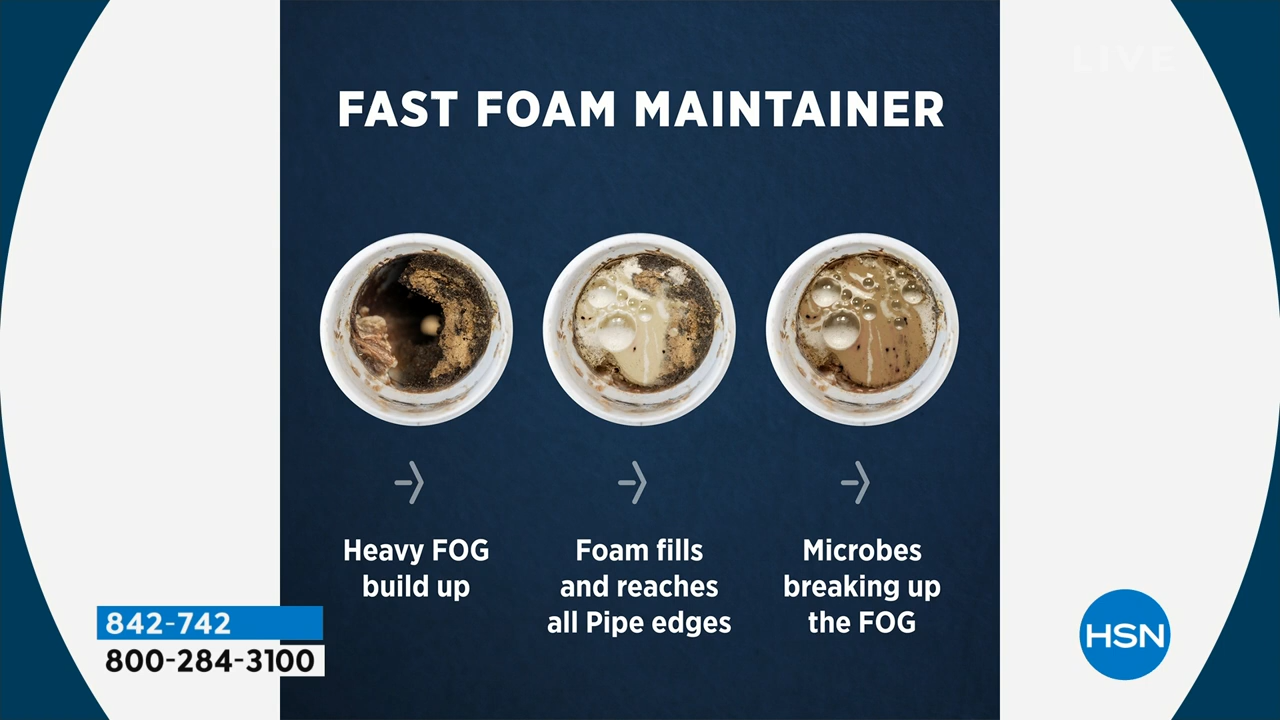 LIVE
FAST FOAM MAINTAINER
Heavy FOG
build up
Foam fills
and reaches
all Pipe edges
Microbes
breaking up
the FOG
842-742
800-284-3100
HSN